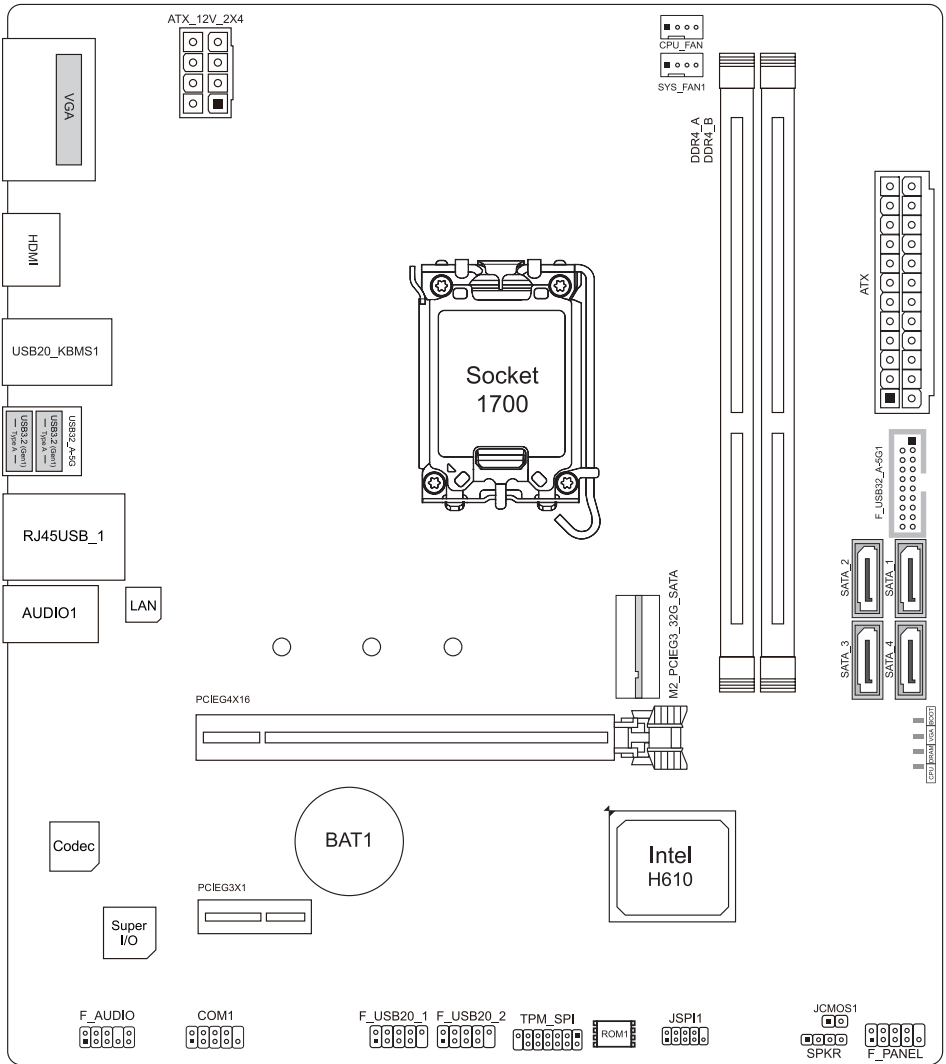 ATX_12V_2X4
CPU_FAN
SYS_FAN1
VGA
DDR4_A
DDR4_B
HDMI
ATX
USB20_KBMS1
Socket
1700
USB32_A-5G
USB3.2 (Gen1)
— Type A —
USB3.2 (Gen1)
— Type A —
F_USB32_A-5G1
RJ45USB_1
SATA_2
SATA_1
AUDIO1
LAN
M2_PCIEG3_32G_SATA
SATA_3
SATA_4
PCIEG4X16
BOOT
VGA
DRAM
CPU
BAT1
Codec
Intel
H610
PCIEG3X1
Super
I/O
F_AUDIO
COM1
F_USB20_1
F_USB20_2
TPM_SPI
ROM1
JSPI1
JCMOS1
SPKR
F_PANEL